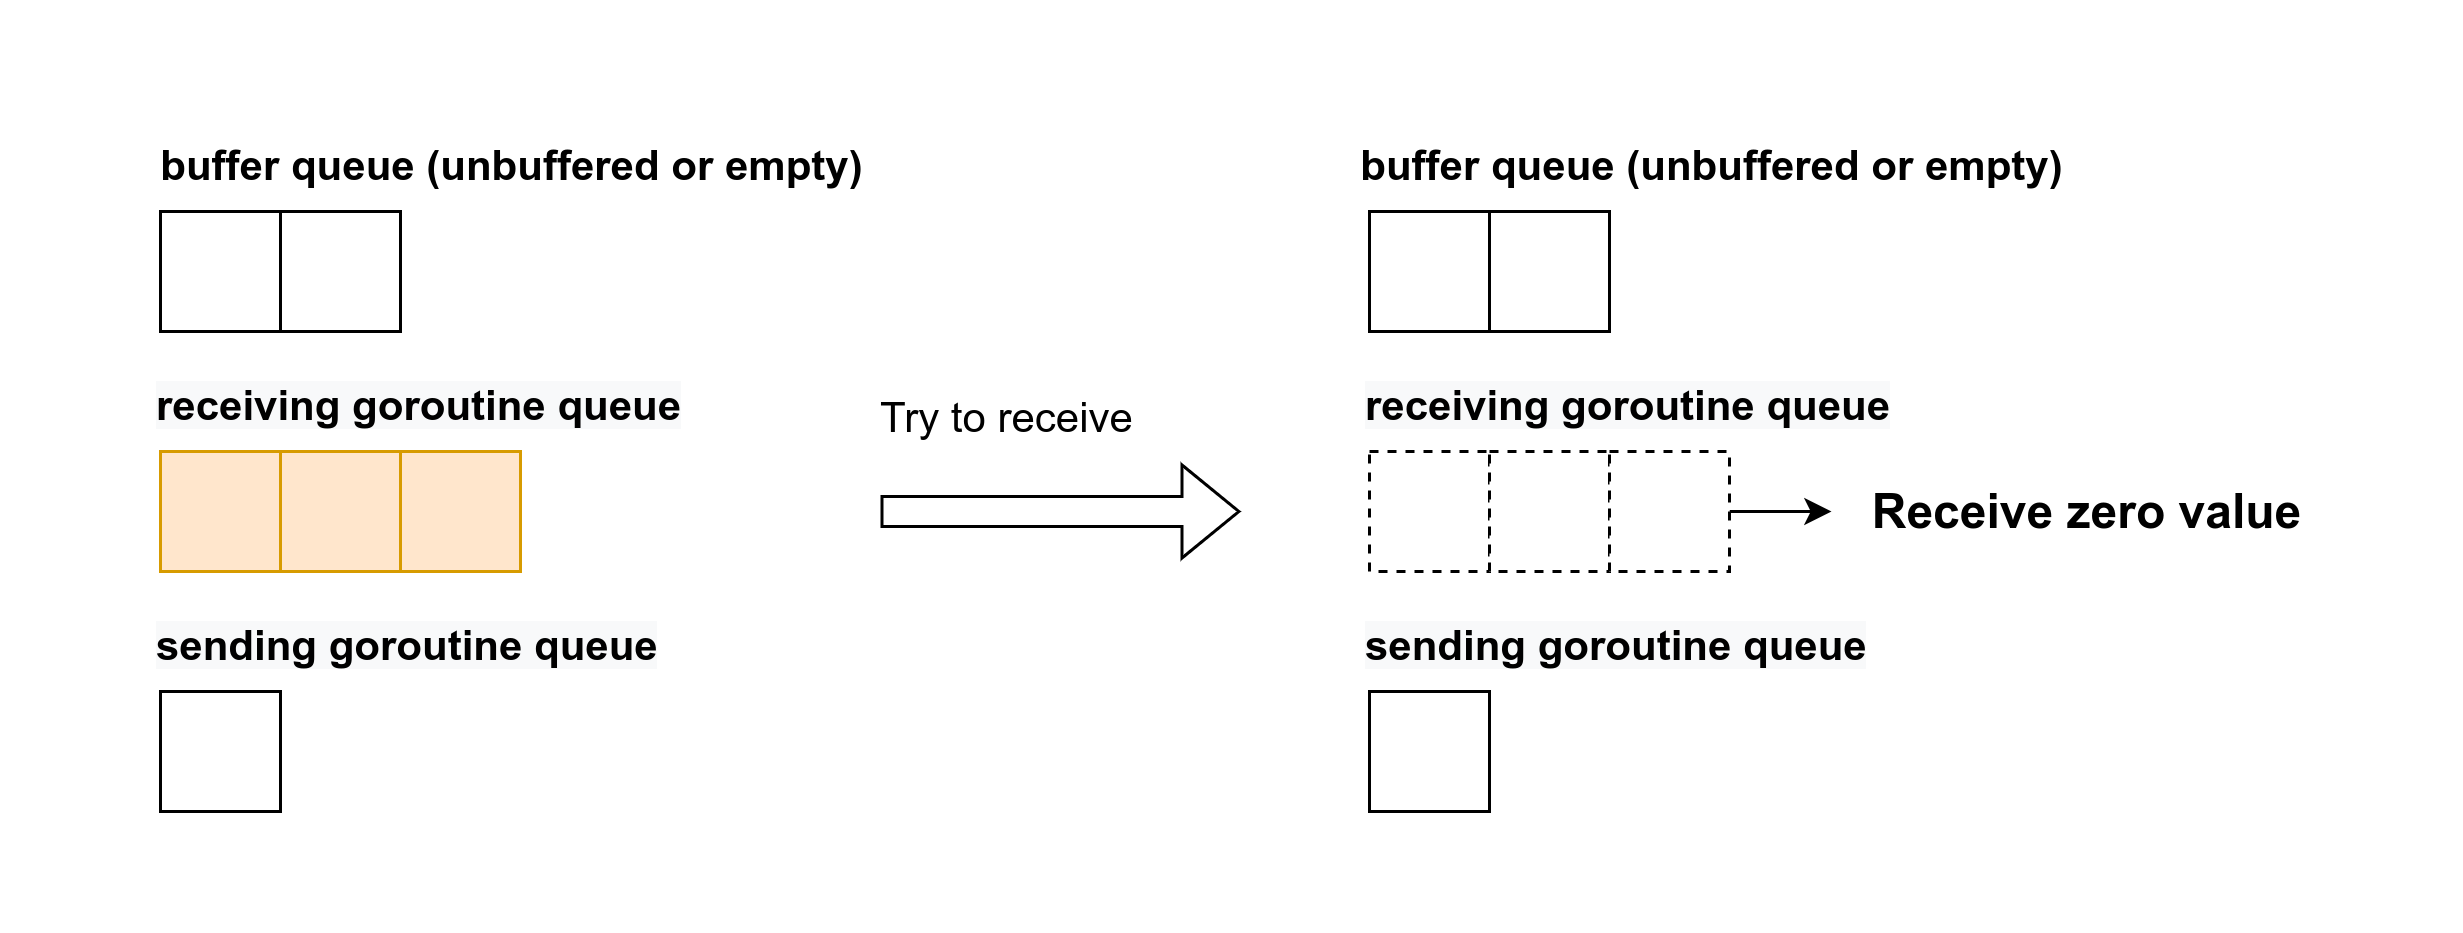 buffer queue (unbuffered or empty)
receiving goroutine queue
sending goroutine queue
Try to receive
buffer queue (unbuffered or empty)
receiving goroutine queue
Receive zero value
sending goroutine queue